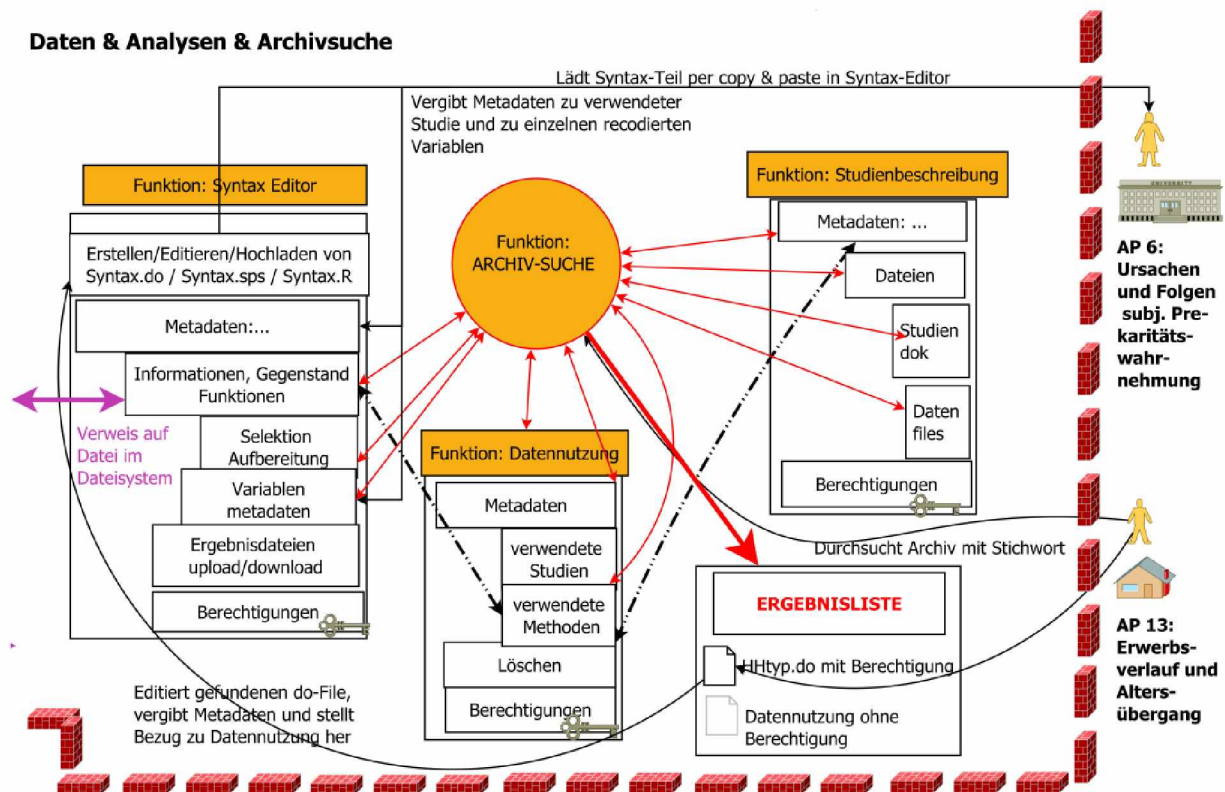 Daten & Analysen & Archivsuche
Lädt Syntax-Teil per copy & paste in Syntax-Editor
Vergibt Metadaten zu verwendeter
Studie und zu einzelnen recodierten
Variablen
Funktion: Syntax Editor
Erstellen/Editieren/Hochladen von
Syntax.do / Syntax.sps / Syntax.R
Metadaten:...
Informationen, Gegenstand
Funktionen
Verweis auf
Datei im
Dateisystem
Selektion
Aufbereitung
Variablen
metadaten
Ergebnisdateien
upload/download
Berechtigungen
Funktion:
ARCHIV-SUCHE
Funktion: Datennutzung
Metadaten
verwendete
Studien
verwendete
Methoden
Löschen
Berechtigungen
Funktion: Studienbeschreibung
Metadaten: ...
Dateien
Studien
dok
Daten
files
Berechtigungen
Durchsucht Archiv mit Stichwort
ERGEBNISLISTE
HHtyp.do mit Berechtigung
Datennutzung ohne
Berechtigung
Editiert gefundenen do-File,
vergibt Metadaten und stellt
Bezug zu Datennutzung her
UNIVERSITY
AP 6:
Ursachen
und Folgen
subj. Pre-
karitäts-
wahr-
nehmung
AP 13:
Erwerbs-
verlauf und
Alters-
übergang